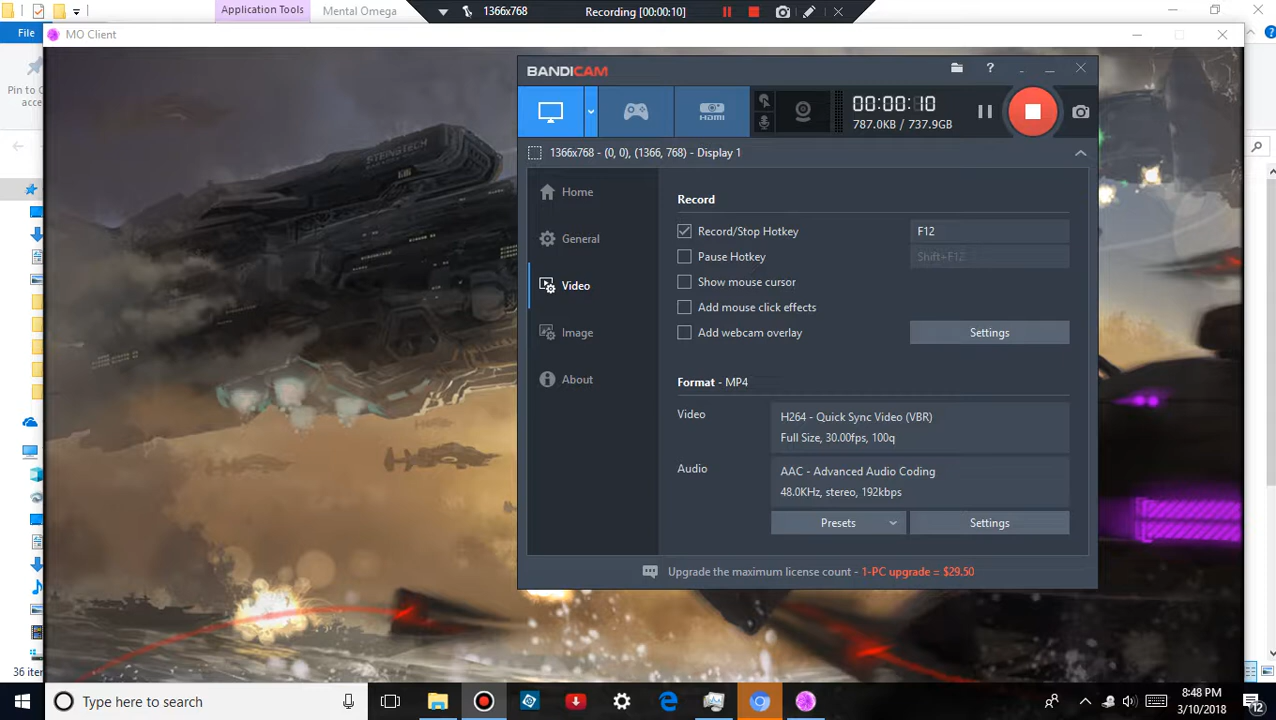 Application Tools
Mental Omega
1366x768
Recording [00:00:10]
File
MO Client
Pin to Q
acce
BANDICAM
?
00:00:10
787.0KB / 737.9GB
HDMI
1366x768 - (0, 0), (1366, 768) - Display 1
STEINSTECH
Home
General
Video
Image
About
Record
Record/Stop Hotkey
F12
Pause Hotkey
Shift+F12
Show mouse cursor
Add mouse click effects
Add webcam overlay
Settings
Format - MP4
Video
H264 - Quick Sync Video (VBR)
Full Size, 30.00fps, 100q
Audio
AAC - Advanced Audio Coding
48.0KHz, stereo, 192kbps
Presets
Settings
Upgrade the maximum license count - 1-PC upgrade = $29.50
36 iter
Type here to search
8:48 PM
3/10/2018
12